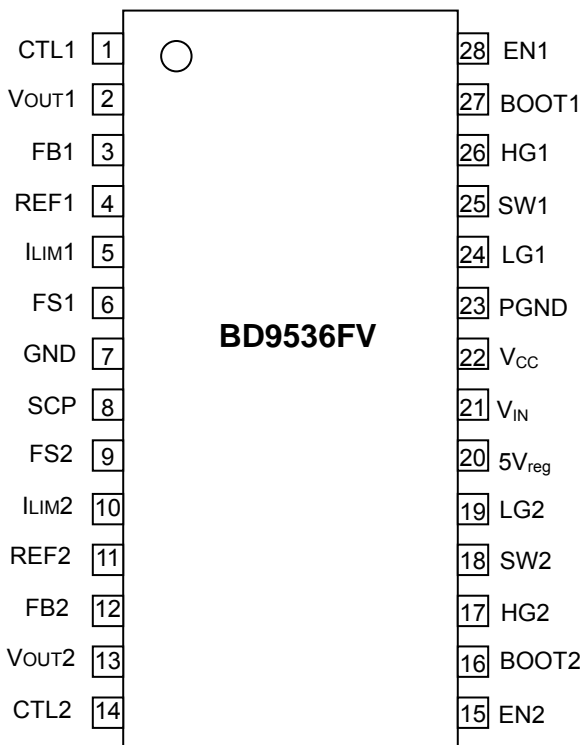 CTL1 1 28 EN1
VOUT1 2 27 BOOT1
FB1 3 26 HG1
REF1 4 25 SW1
ILIM1 5 24 LG1
FS1 6 23 PGND
BD9536FV
GND 7 22 VCC
SCP 8 21 VIN
FS2 9 20 5Vreg
ILIM2 10 19 LG2
REF2 11 18 SW2
FB2 12 17 HG2
VOUT2 13 16 BOOT2
CTL2 14 15 EN2